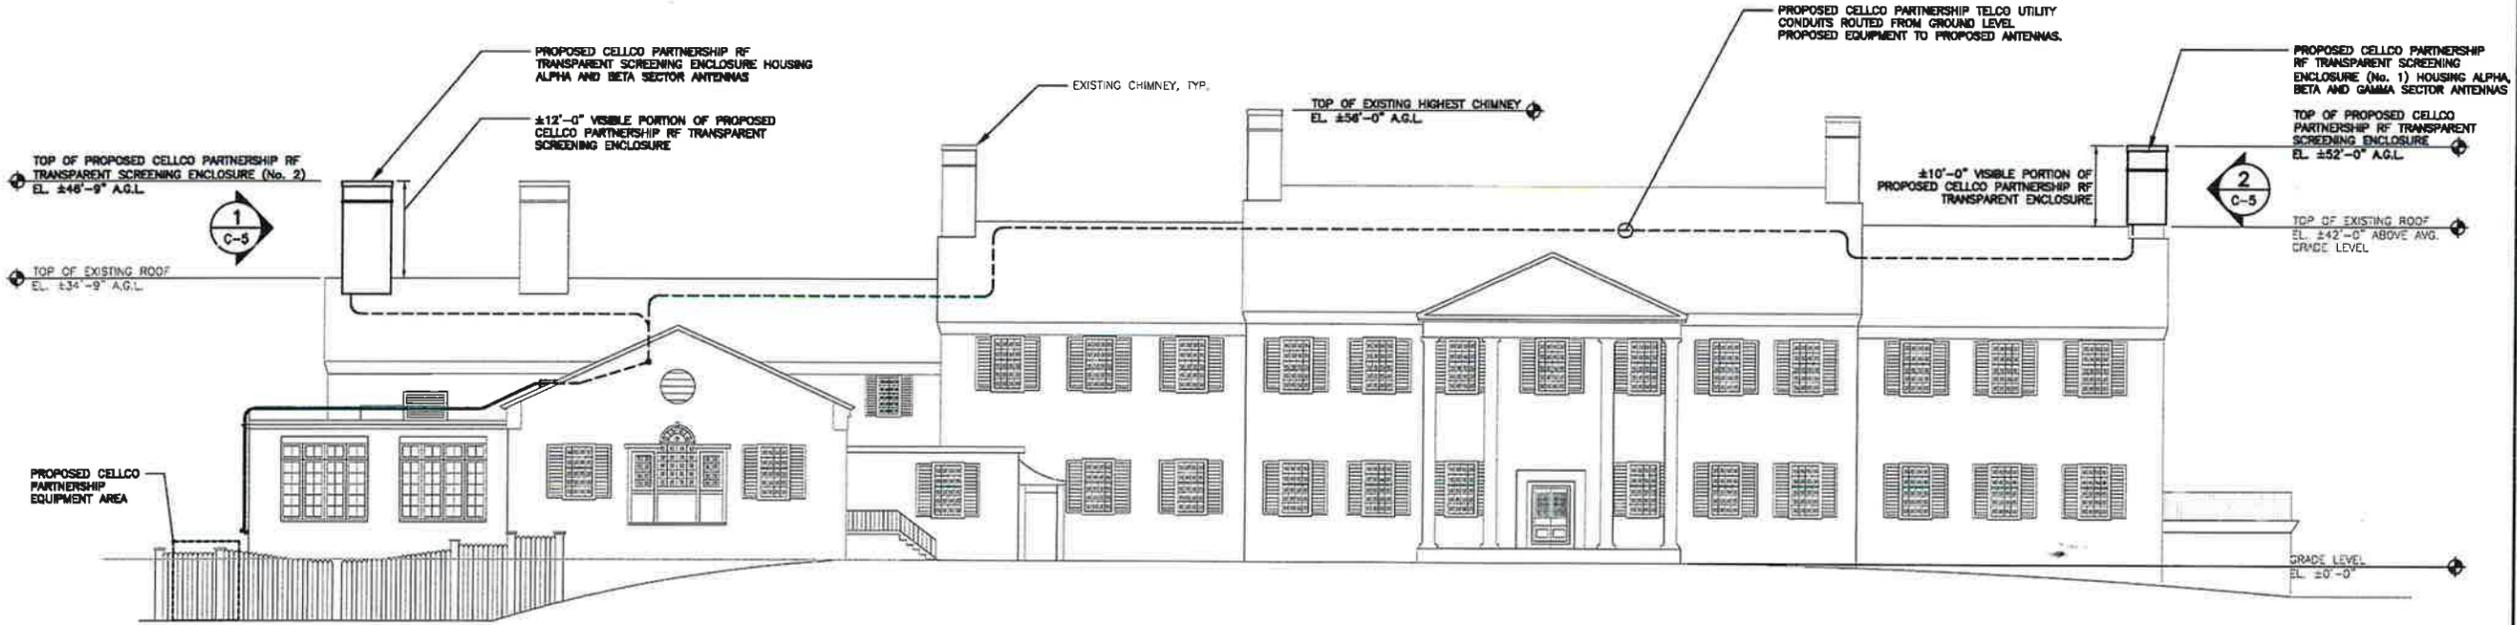 PROPOSED CELLCO PARTNERSHIP RF
TRANSPARENT SCREENING ENCLOSURE HOUSING
ALPHA AND BETA SECTOR ANTENNAS
±12'-0" VISIBLE PORTION OF PROPOSED
CELLCO PARTNERSHIP RF TRANSPARENT
SCREENING ENCLOSURE
TOP OF PROPOSED CELLCO PARTNERSHIP RF
TRANSPARENT SCREENING ENCLOSURE (No. 2)
EL. ±46'-9" A.G.L.
1
C-5
TOP OF EXISTING ROOF
EL. ±34'-9" A.G.L.
PROPOSED CELLCO
PARTNERSHIP
EQUIPMENT AREA
EXISTING CHIMNEY, TYP.
TOP OF EXISTING HIGHEST CHIMNEY
EL. ±56'-0" A.G.L.
PROPOSED CELLCO PARTNERSHIP TELCO UTILITY
CONDUITS ROUTED FROM GROUND LEVEL
PROPOSED EQUIPMENT TO PROPOSED ANTENNAS.
PROPOSED CELLCO PARTNERSHIP
RF TRANSPARENT SCREENING
ENCLOSURE (No. 1) HOUSING ALPHA,
BETA AND GAMMA SECTOR ANTENNAS
TOP OF PROPOSED CELLCO
PARTNERSHIP RF TRANSPARENT
SCREENING ENCLOSURE
EL. ±52'-0" A.G.L.
±10'-0" VISIBLE PORTION OF
PROPOSED CELLCO PARTNERSHIP RF
TRANSPARENT ENCLOSURE
2
C-5
TOP OF EXISTING ROOF
EL. ±42'-0" ABOVE AVG.
GRADE LEVEL
GRADE LEVEL
EL. ±0'-0"